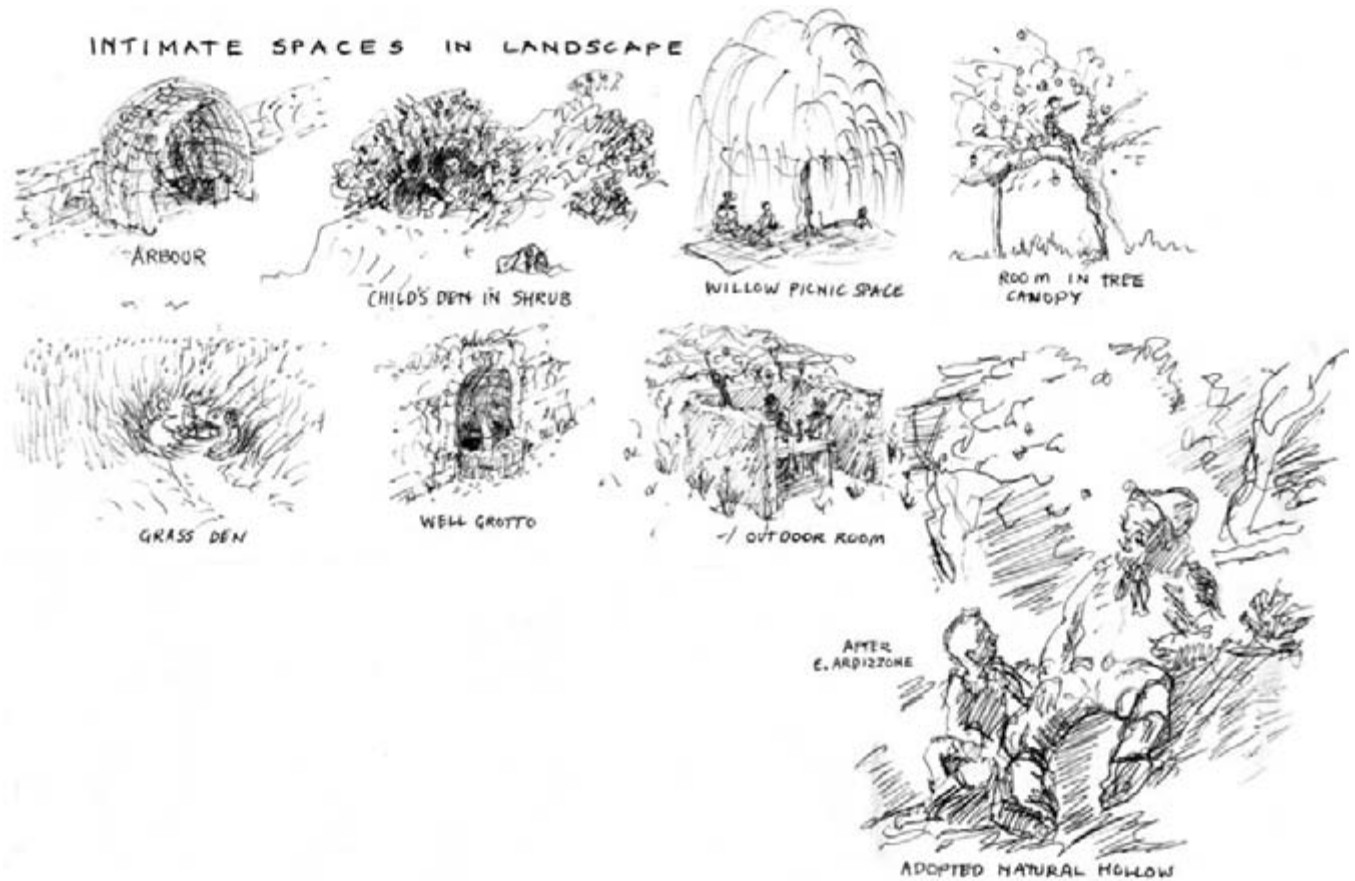 INTIMATE SPACES IN LANDSCAPE
ARBOUR
CHILD'S DEN IN SHRUB
WILLOW PICNIC SPACE
ROOM IN TREE
CANOPY
GRASS DEN
WELL GROTTO
OUTDOOR ROOM
AFTER
E. ARDIZZONE
ADOPTED NATURAL HOLLOW